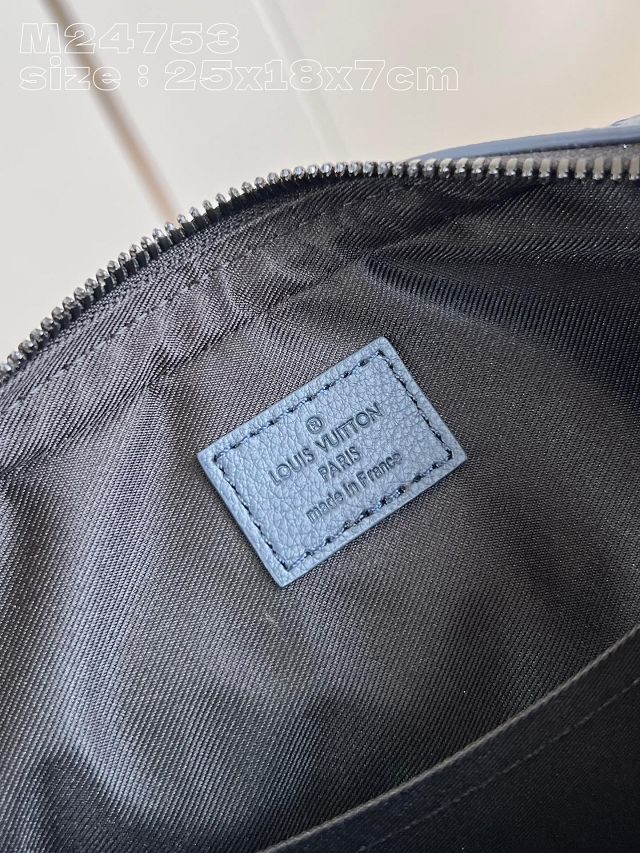 M24753
size : 25x18x7cm
®
LOUIS VUITTON
PARIS
made in France